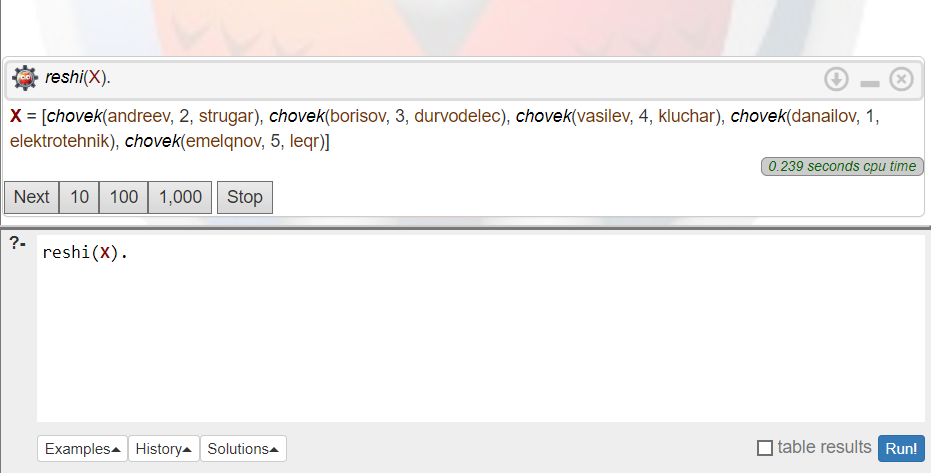 reshi(X).
X = [chovek(andreev, 2, strugar), chovek(borisov, 3, durvodelec), chovek(vasilev, 4, kluchar), chovek(danailov, 1,
elektrotehnik), chovek(emelqnov, 5, leqr)]
0.239 seconds cpu time
Next 10 100 1,000 Stop
?- reshi(X).
Examples History Solutions table results Run!